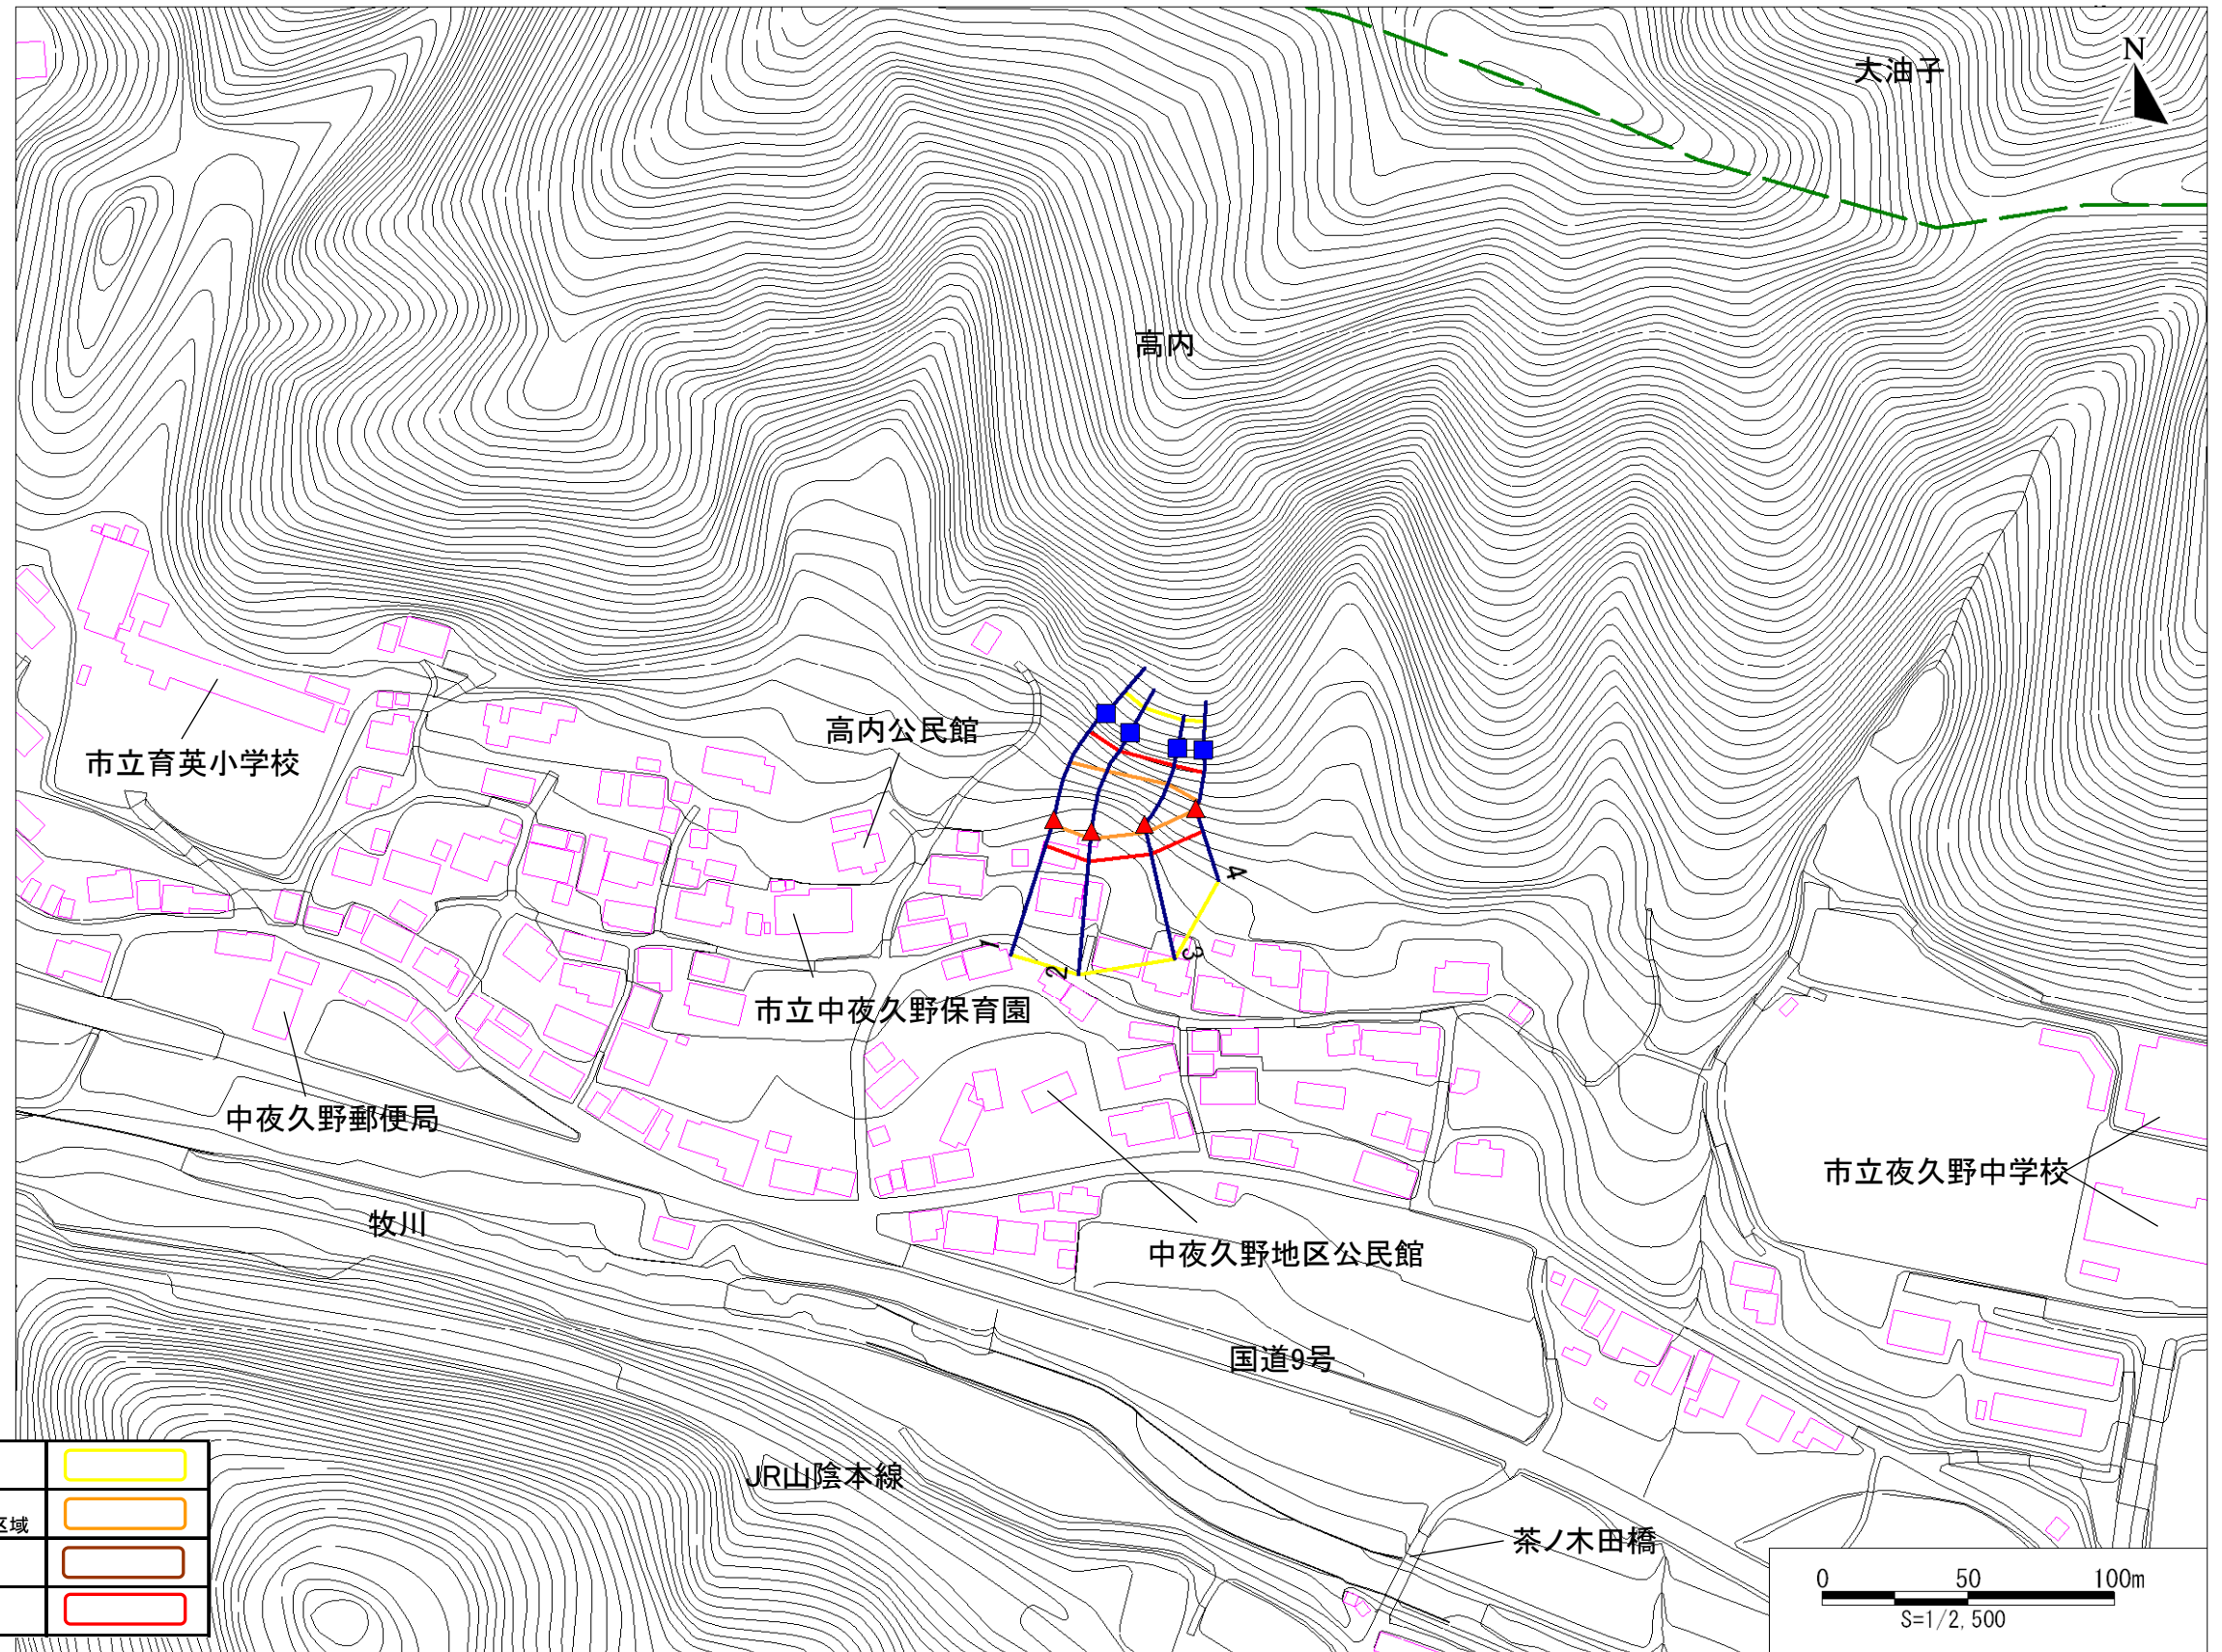 大油子
N
高内
高内公民館
市立育英小学校
1
2
3
4
市立中夜久野保育園
中夜久野郵便局
市立夜久野中学校
牧川
中夜久野地区公民館
国道9号
JR山陰本線
茶ノ木田橋
区域
0 50 100m
S=1/2,500